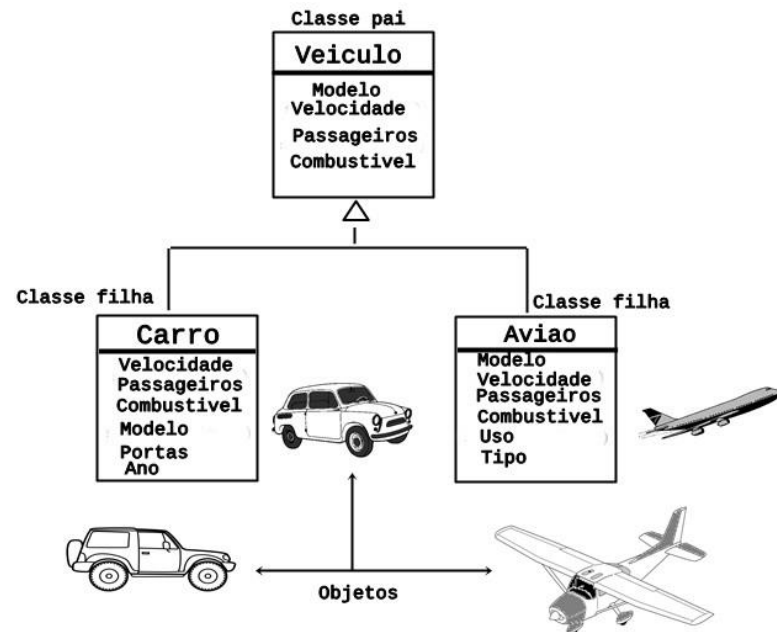 Classe pai
Veiculo
Modelo
Velocidade
Passageiros
Combustivel
Classe filha
Carro
Velocidade
Passageiros
Combustivel
Modelo
Portas
Ano
Classe filha
Aviao
Modelo
Velocidade
Passageiros
Combustivel
Uso
Tipo
Objetos